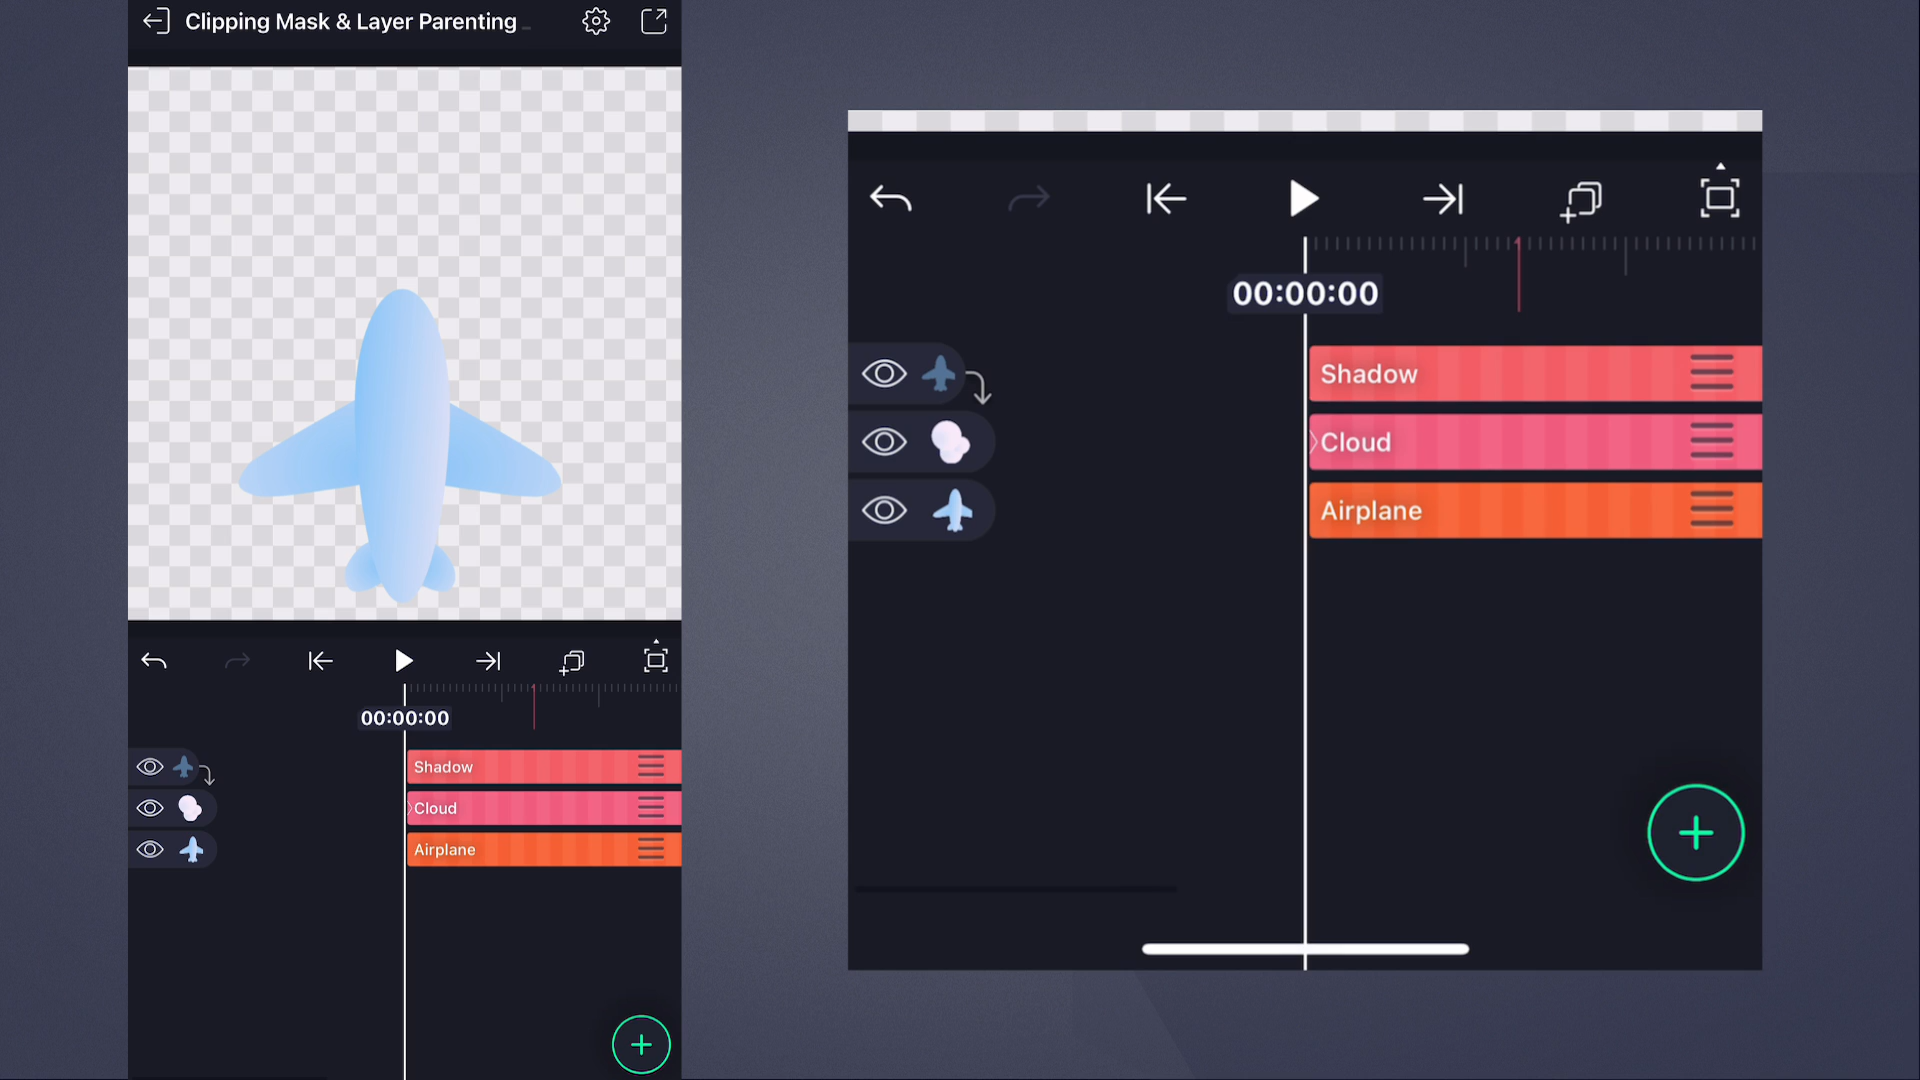 Clipping Mask & Layer Parenting
00:00:00
Shadow
Cloud
Airplane
00:00:00
Shadow
Cloud
Airplane